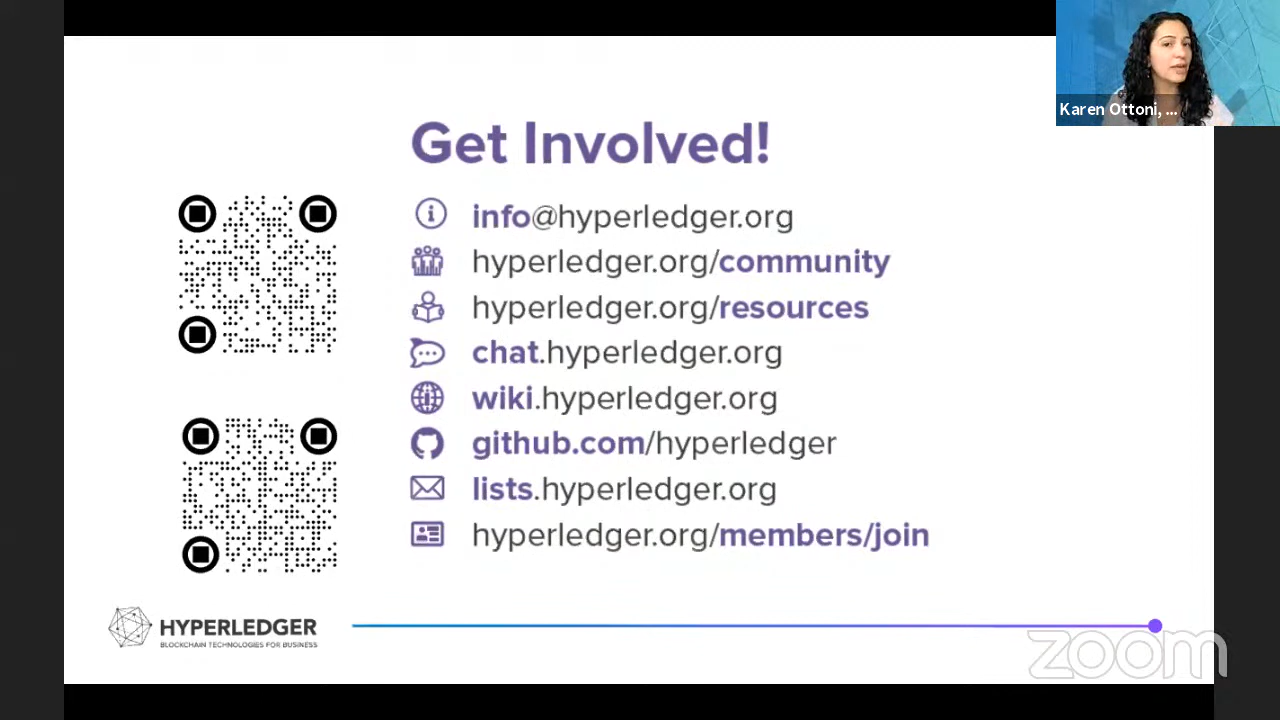 Karen Ottoni, ...
Get Involved!
info@hyperledger.org
hyperledger.org/community
hyperledger.org/resources
chat.hyperledger.org
wiki.hyperledger.org
github.com/hyperledger
lists.hyperledger.org
hyperledger.org/members/join
HYPERLEDGER
BLOCKCHAIN TECHNOLOGIES FOR BUSINESS
zoom